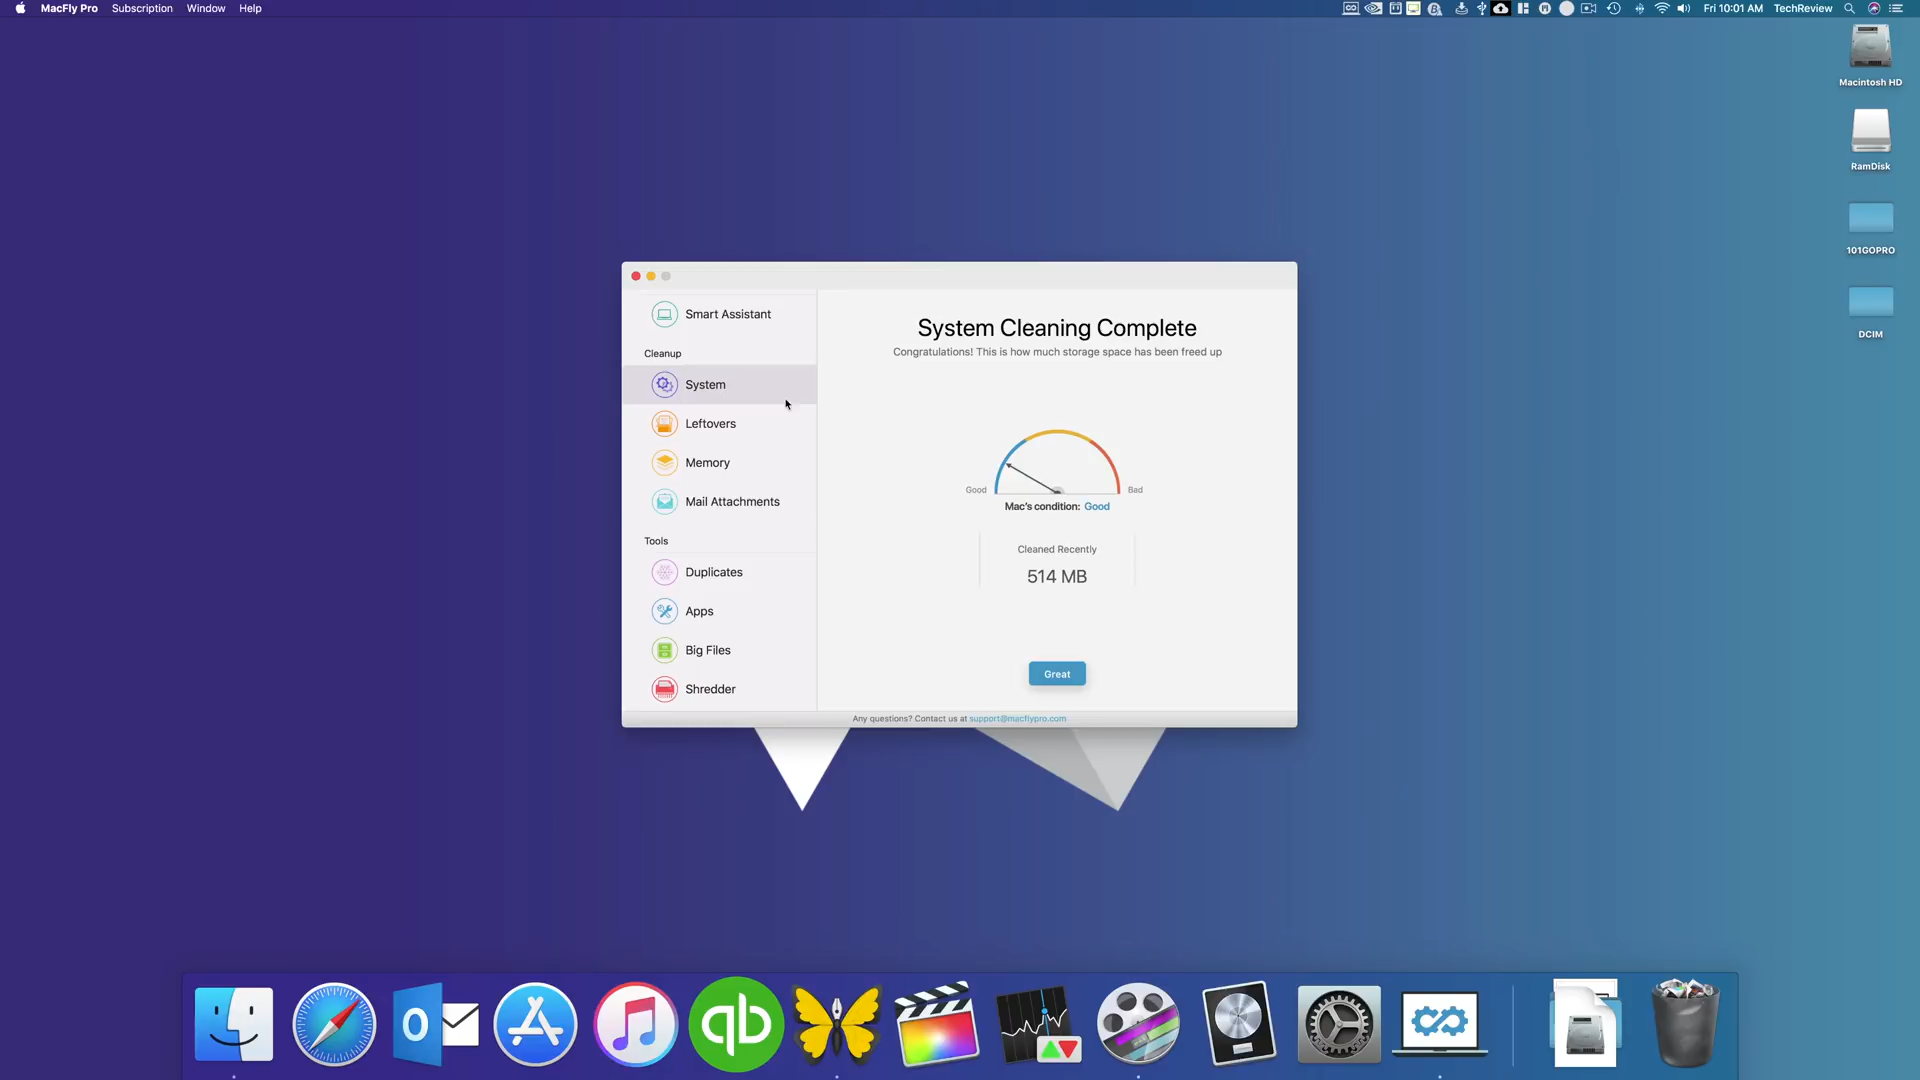 MacFly Pro Subscription Window Help
Fri 10:01 AM TechReview
Macintosh HD
RamDisk
101GOPRO
DCIM
Smart Assistant
Cleanup
System
Leftovers
Memory
Mail Attachments
Tools
Duplicates
Apps
Big Files
Shredder
System Cleaning Complete
Congratulations! This is how much storage space has been freed up
Good Bad
Mac's condition: Good
Cleaned Recently
514 MB
Great
Any questions? Contact us at support@macflypro.com
O
qb